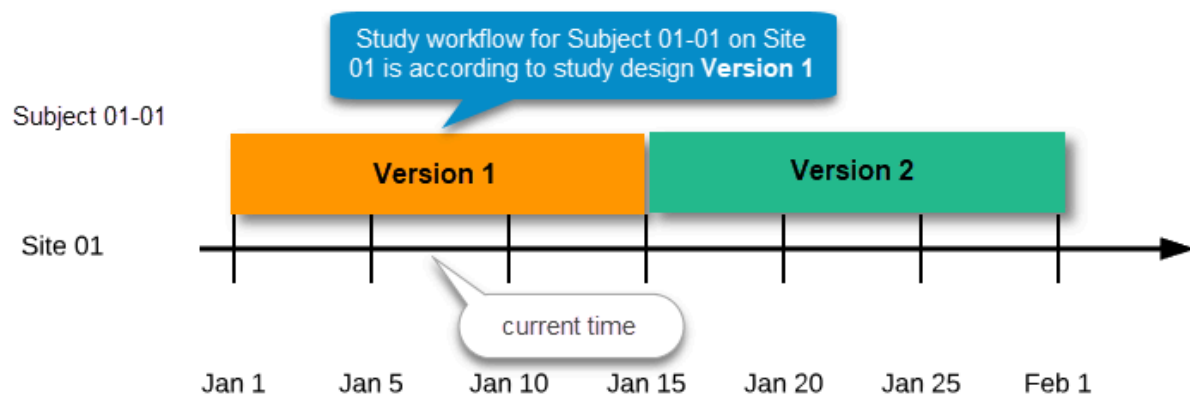 Study workflow for Subject 01-01 on Site
01 is according to study design Version 1
Subject 01-01
Version 1
Version 2
Site 01
current time
Jan 1
Jan 5
Jan 10
Jan 15
Jan 20
Jan 25
Feb 1